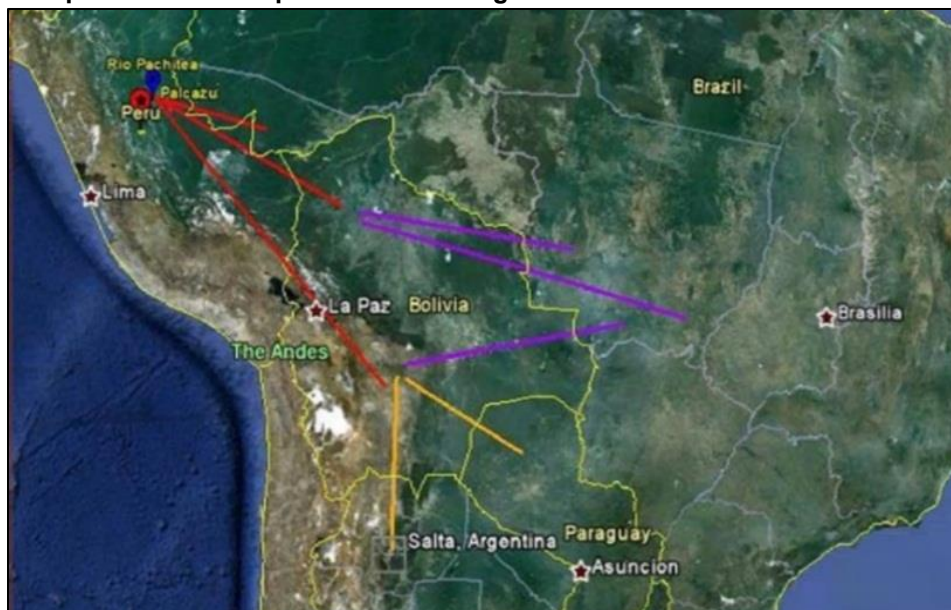 Rio Pachitea
Palcazu
Peru
Brazil
Lima
La Paz
Bolivia
Brasilia
The Andes
Salta, Argentina
Paraguay
Asuncion